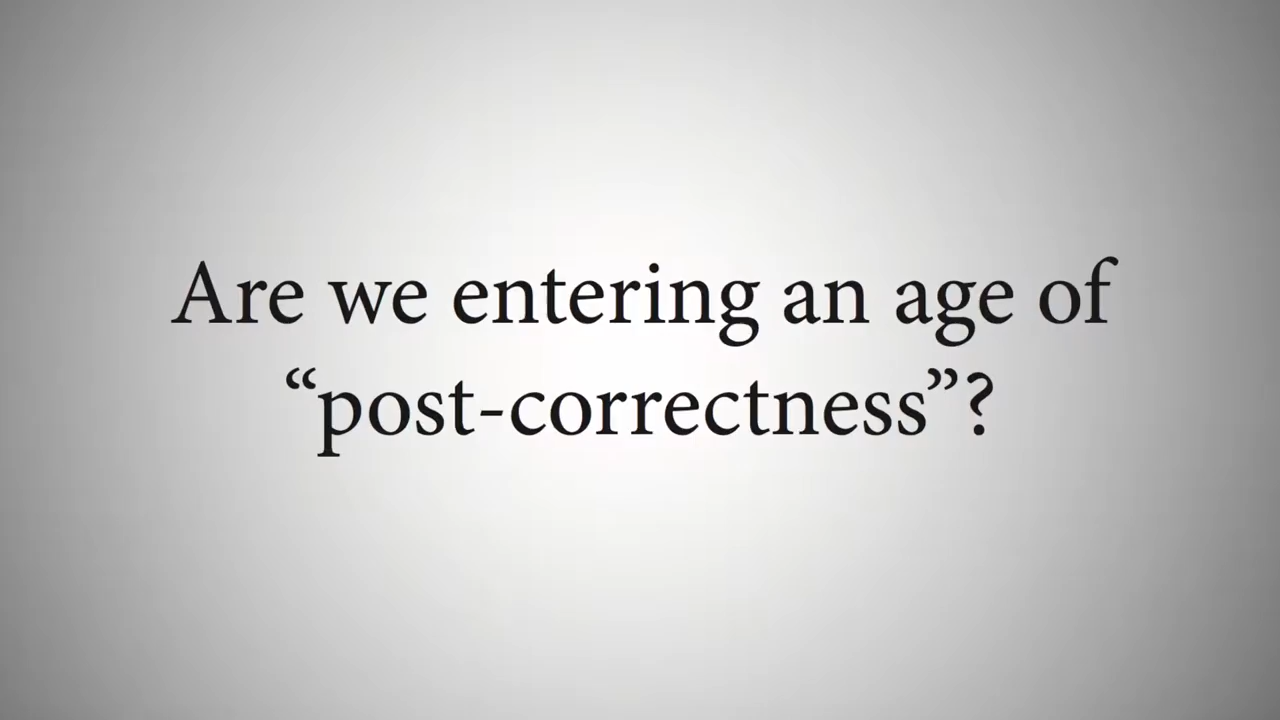 Are we entering an age of
“post-correctness”?